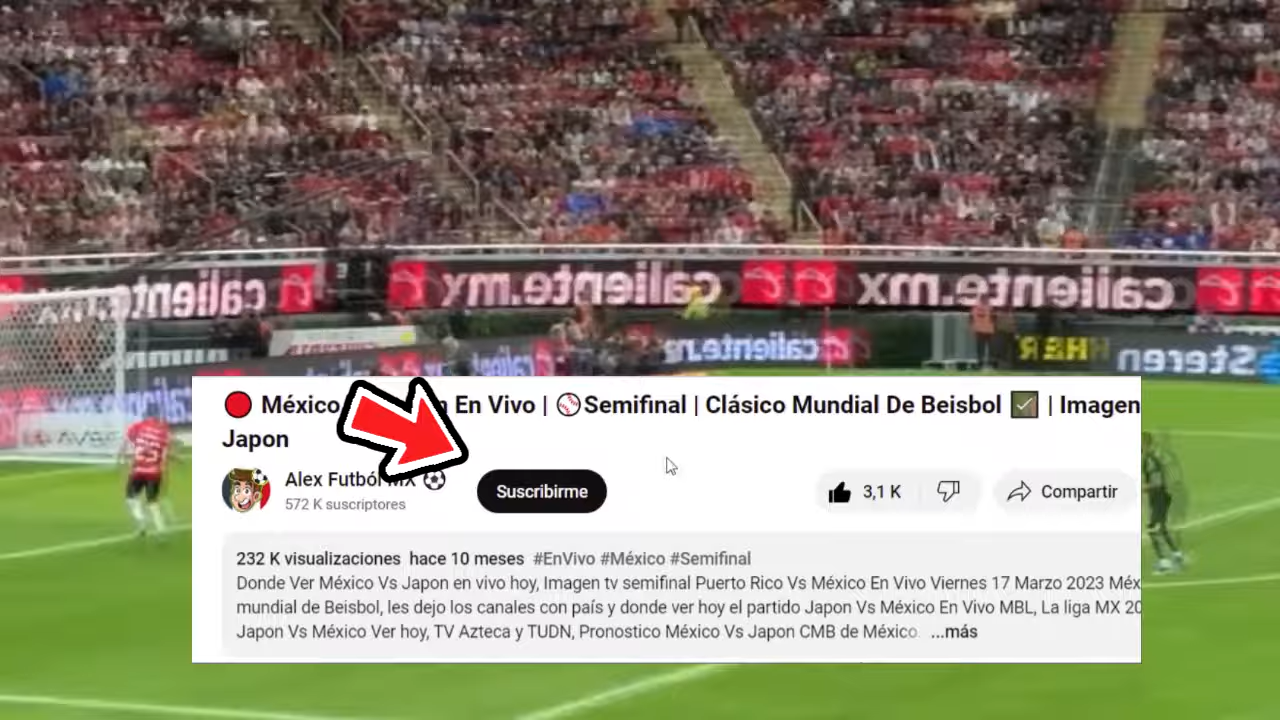 caliente.mx caliente.mx
caliente.mx
Steren
México En Vivo | Semifinal | Clásico Mundial De Beisbol | Imagen
Japon
Alex Futból MX
572 K suscriptores
Suscribirme
3,1 K
Compartir
232 K visualizaciones hace 10 meses #EnVivo #México #Semifinal
Donde Ver México Vs Japon en vivo hoy, Imagen tv semifinal Puerto Rico Vs México En Vivo Viernes 17 Marzo 2023 Méx
mundial de Beisbol, les dejo los canales con país y donde ver hoy el partido Japon Vs México En Vivo MBL, La liga MX 20
Japon Vs México Ver hoy, TV Azteca y TUDN, Pronostico México Vs Japon CMB de México. ...más